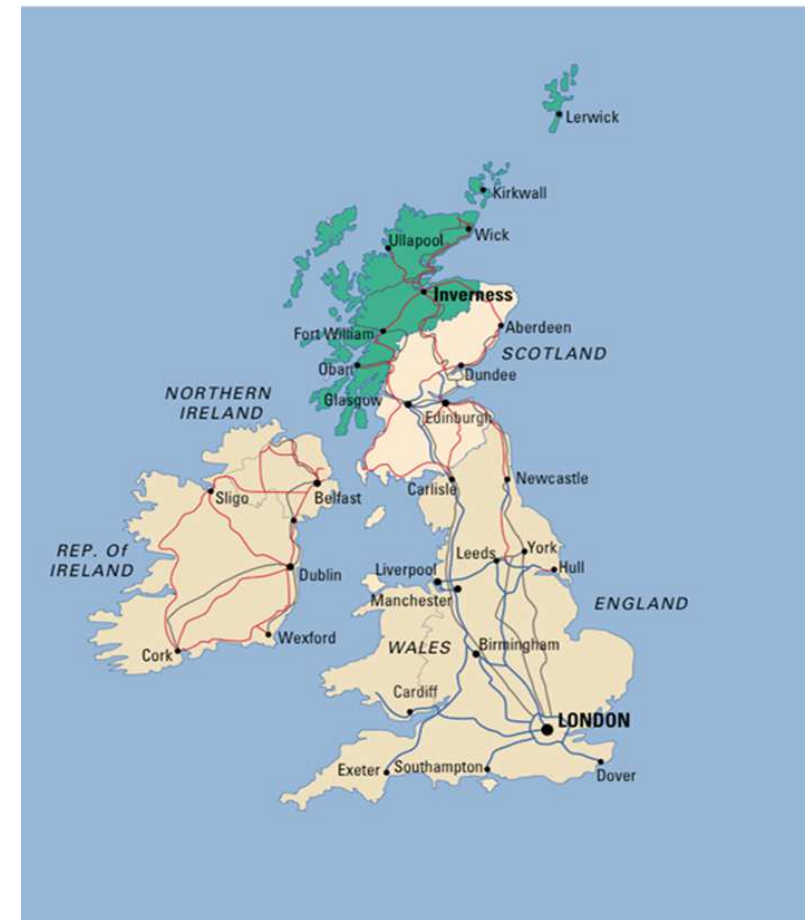 Lerwick
Kirkwall
Ullapool
Wick
Inverness
Fort William
Aberdeen
SCOTLAND
Oban
Dundee
NORTHERN
IRELAND
Glasgow
Edinburgh
Carlisle
Newcastle
Sligo
Belfast
REP. Of
IRELAND
Leeds
York
Liverpool
Hull
Dublin
Manchester
ENGLAND
Wexford
WALES
Birmingham
Cork
Cardiff
LONDON
Exeter
Southampton
Dover